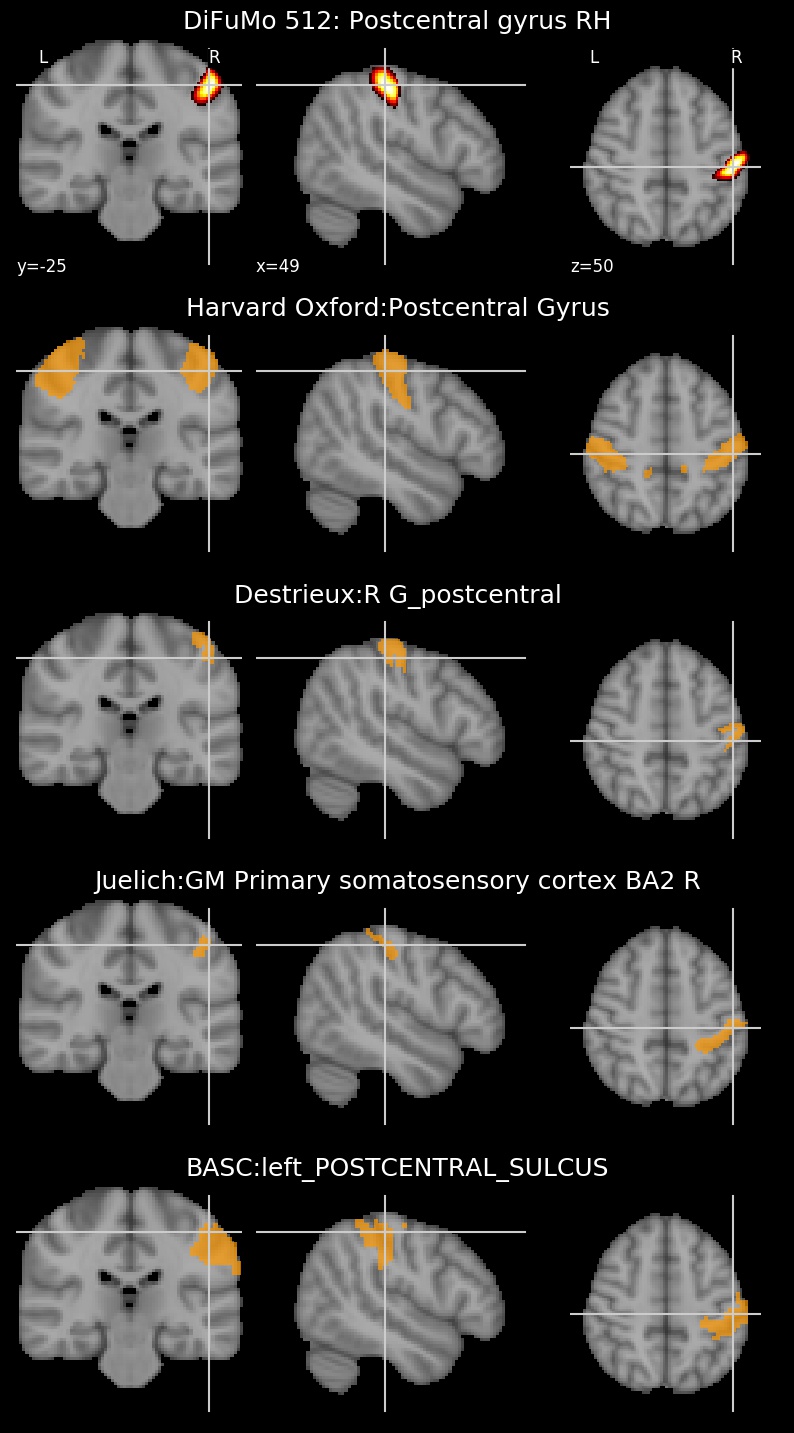 DiFuMo 512: Postcentral gyrus RH
L R L R
y=-25 x=49 z=50
Harvard Oxford:Postcentral Gyrus
Destrieux:R G_postcentral
Juelich:GM Primary somatosensory cortex BA2 R
BASC:left_POSTCENTRAL_SULCUS